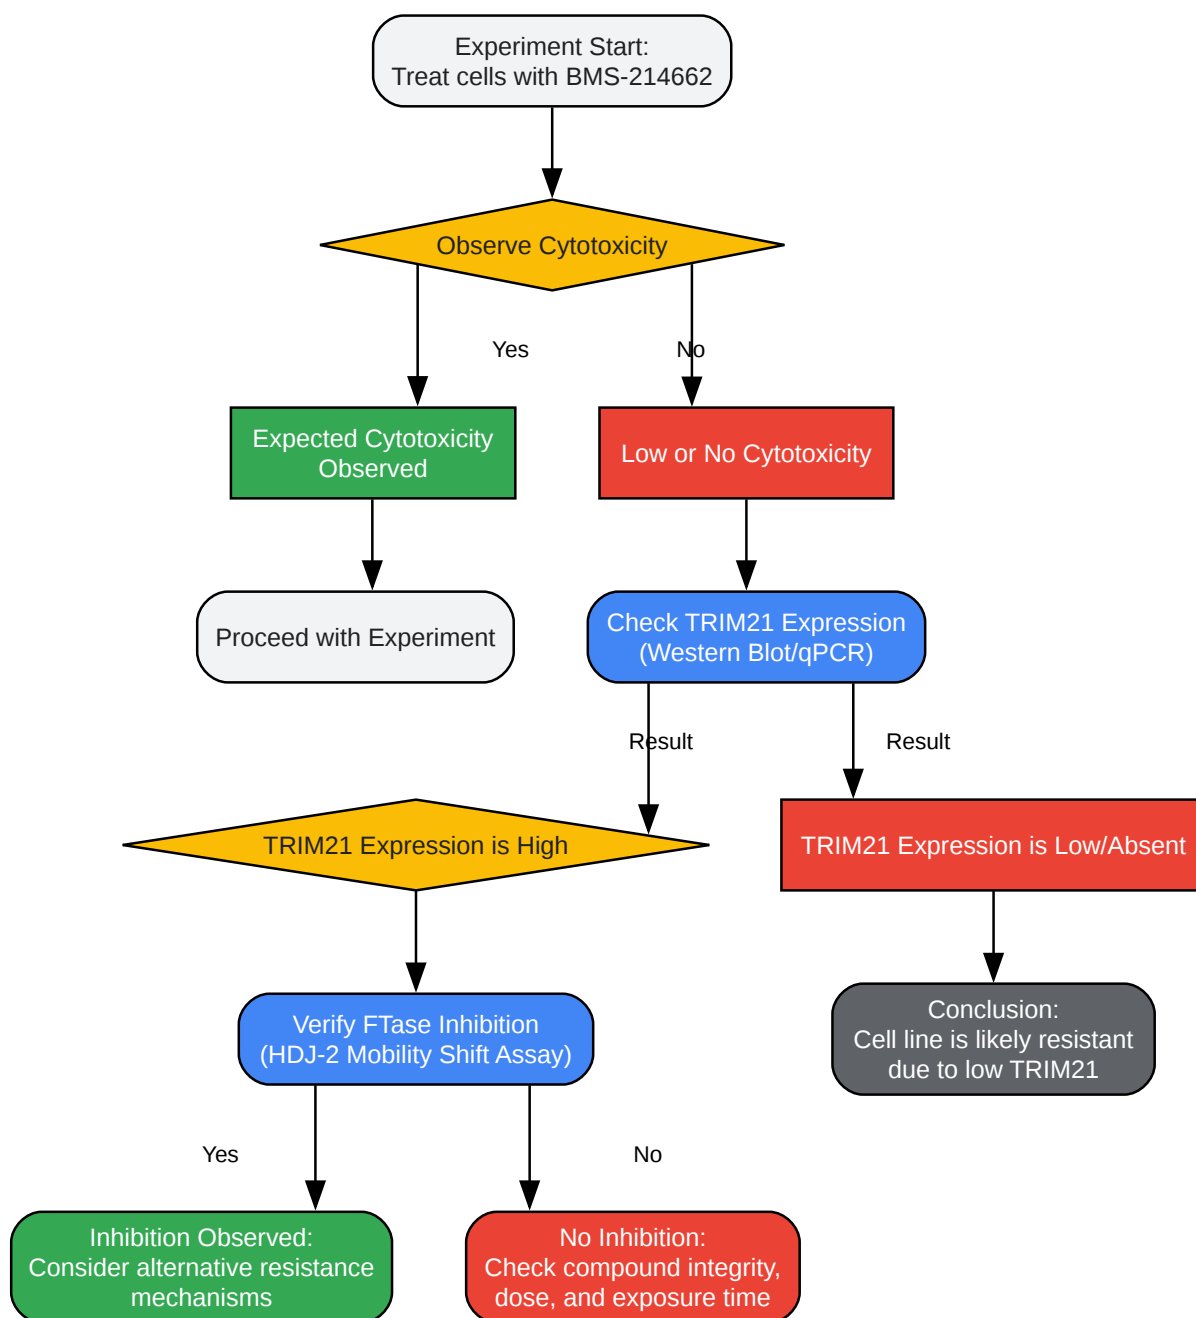 Experiment Start:
Treat cells with BMS-214662
Observe Cytotoxicity
Yes
No
Expected Cytotoxicity
Observed
Low or No Cytotoxicity
Proceed with Experiment
Check TRIM21 Expression
(Western Blot/qPCR)
Result
Result
TRIM21 Expression is High
TRIM21 Expression is Low/Absent
Verify FTase Inhibition
(HDJ-2 Mobility Shift Assay)
Conclusion:
Cell line is likely resistant
due to low TRIM21
Yes
No
Inhibition Observed:
Consider alternative resistance
mechanisms
No Inhibition:
Check compound integrity,
dose, and exposure time